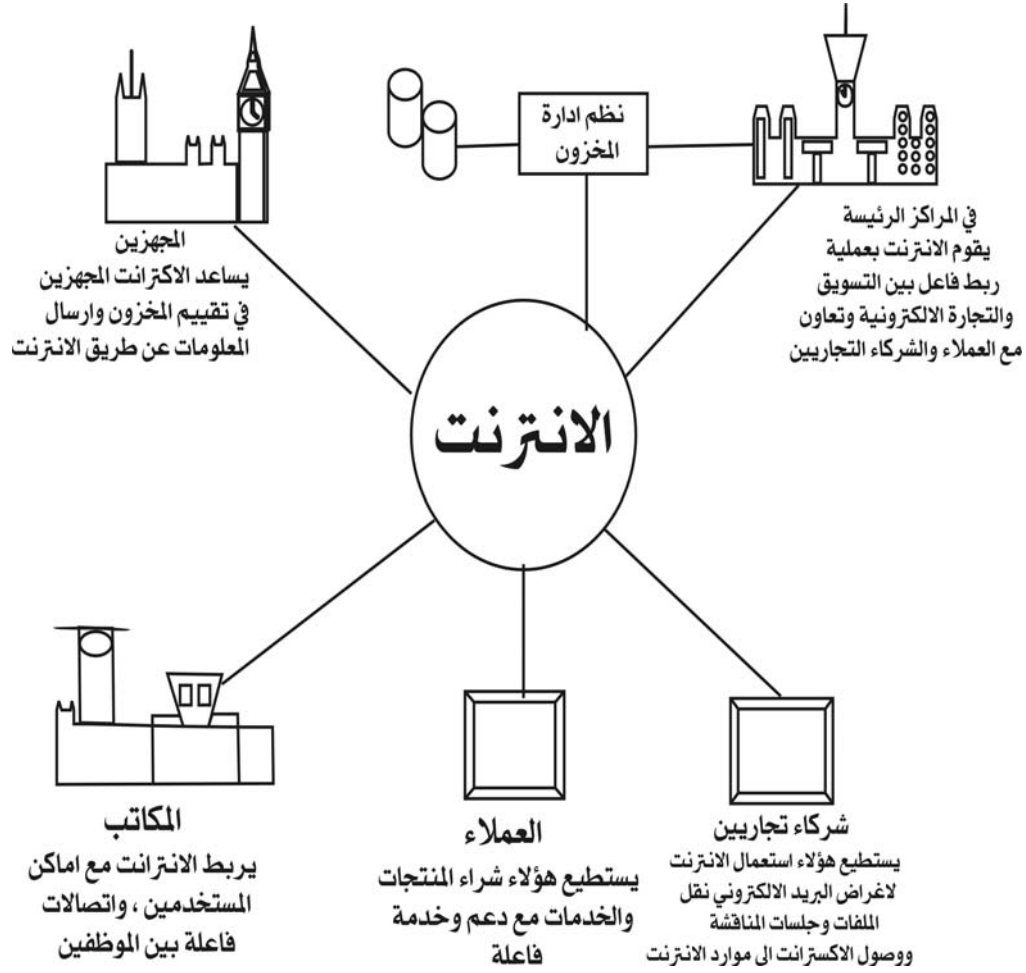 نظم ادارة
المخزون
في المراكز الرئيسة
يقوم الانترنت بعملية
ربط فاعل بين التسويق
والتجارة الالكترونية وتعاون
مع العملاء والشركاء التجاريين
المجهزين
يساعد الاكترانت المجهزين
في تقييم المخزون وارسال
المعلومات عن طريق الانترنت
الانترنت
شركاء تجاريين
يستطيع هؤلاء استعمال الانترنت
لاغراض البريد الالكتروني نقل
الملفات وجلسات المناقشة
ووصول الاكسترانت الى موارد الانترنت
العملاء
يستطيع هؤلاء شراء المنتجات
والخدمات مع دعم وخدمة
فاعلة
المكاتب
يربط الانترانت مع اماكن
المستخدمين ، واتصالات
فاعلة بين الموظفين